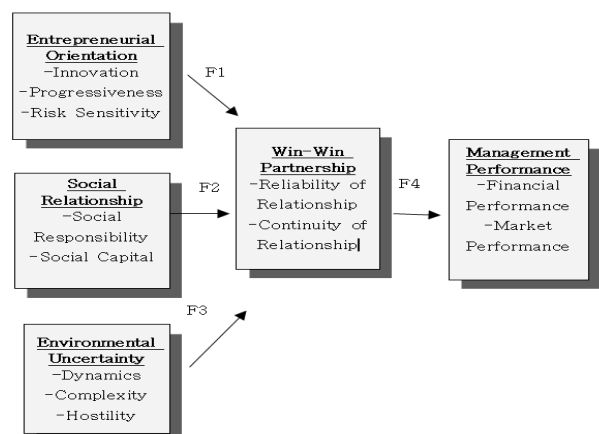 Entrepreneurial
Orientation
-Innovation
-Progressiveness
-Risk Sensitivity
F1
Social
Relationship
-Social
Responsibility
-Social Capital
F2
Environmental
Uncertainty
-Dynamics
-Complexity
-Hostility
F3
Win-Win
Partnership
-Reliability of
Relationship
-Continuity of
Relationship
F4
Management
Performance
-Financial
Performance
-Market
Performance